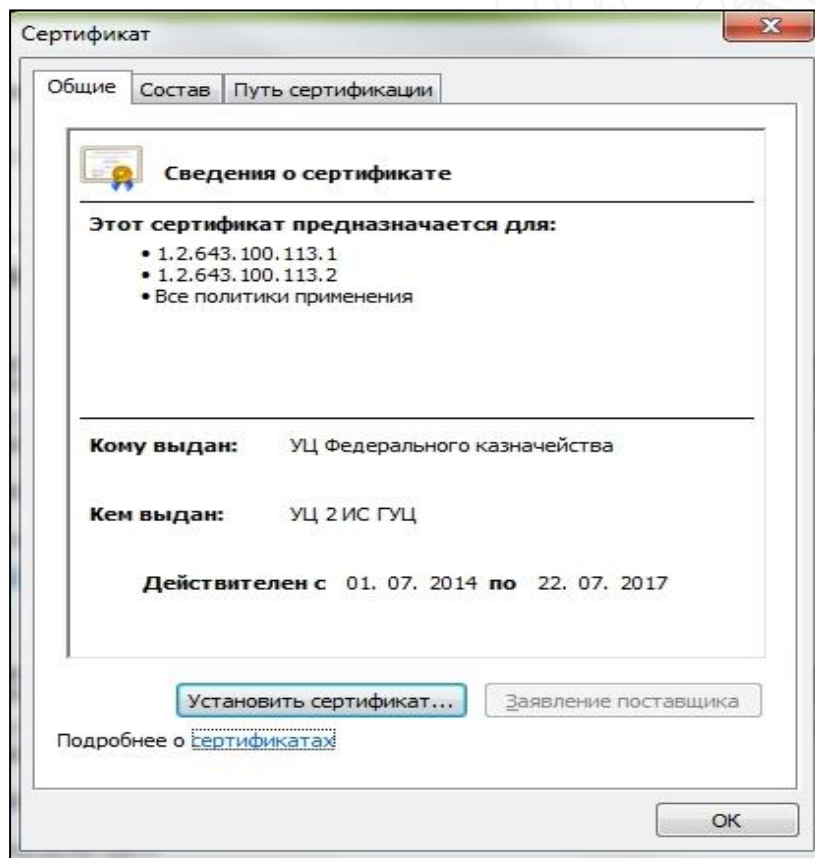 Сертификат
Общие Состав Путь сертификации
Сведения о сертификате
Этот сертификат предназначается для:
• 1.2.643.100.113.1
• 1.2.643.100.113.2
• Все политики применения
Кому выдан: УЦ Федерального казначейства
Кем выдан: УЦ 2 ИС ГУЦ
Действителен с 01. 07. 2014 по 22. 07. 2017
Установить сертификат... Заявление поставщика
Подробнее о сертификатах
ОК